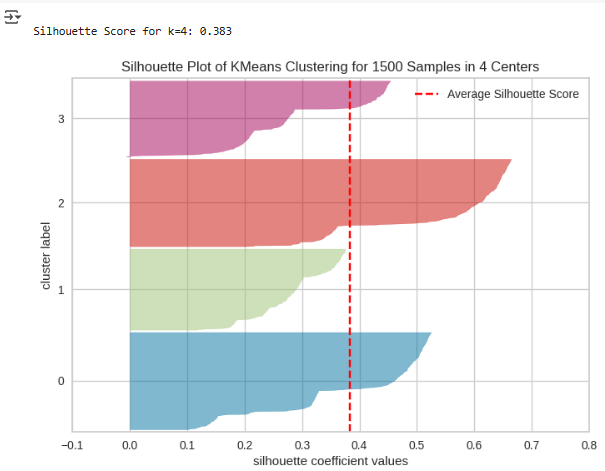 Silhouette Score for k=4: 0.383
Silhouette Plot of KMeans Clustering for 1500 Samples in 4 Centers
Average Silhouette Score
3
2
1
0
cluster label
-0.1 0.0 0.1 0.2 0.3 0.4 0.5 0.6 0.7 0.8
silhouette coefficient values